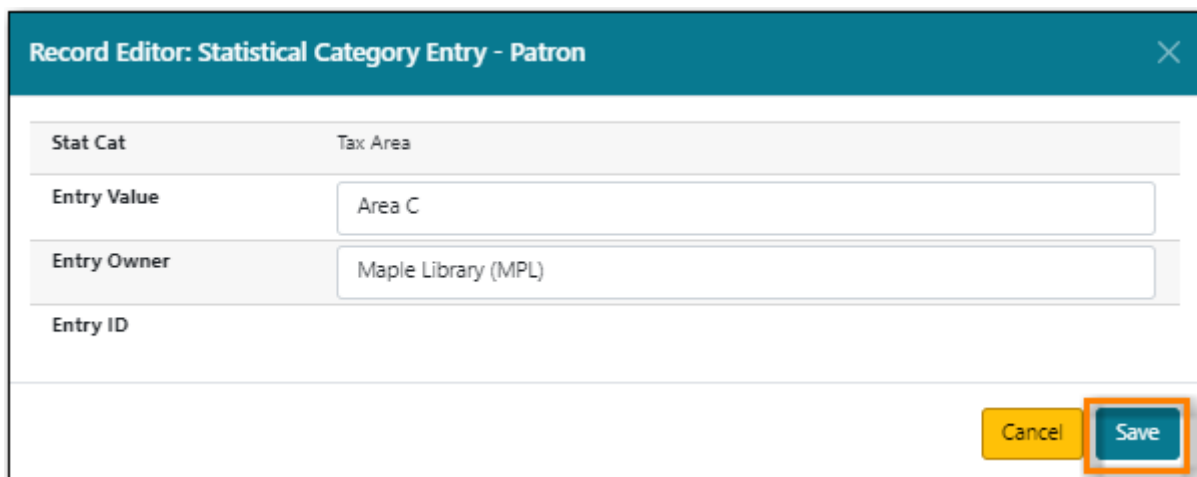 Record Editor: Statistical Category Entry - Patron
Stat Cat Tax Area
Entry Value Area C
Entry Owner Maple Library (MPL)
Entry ID
Cancel Save